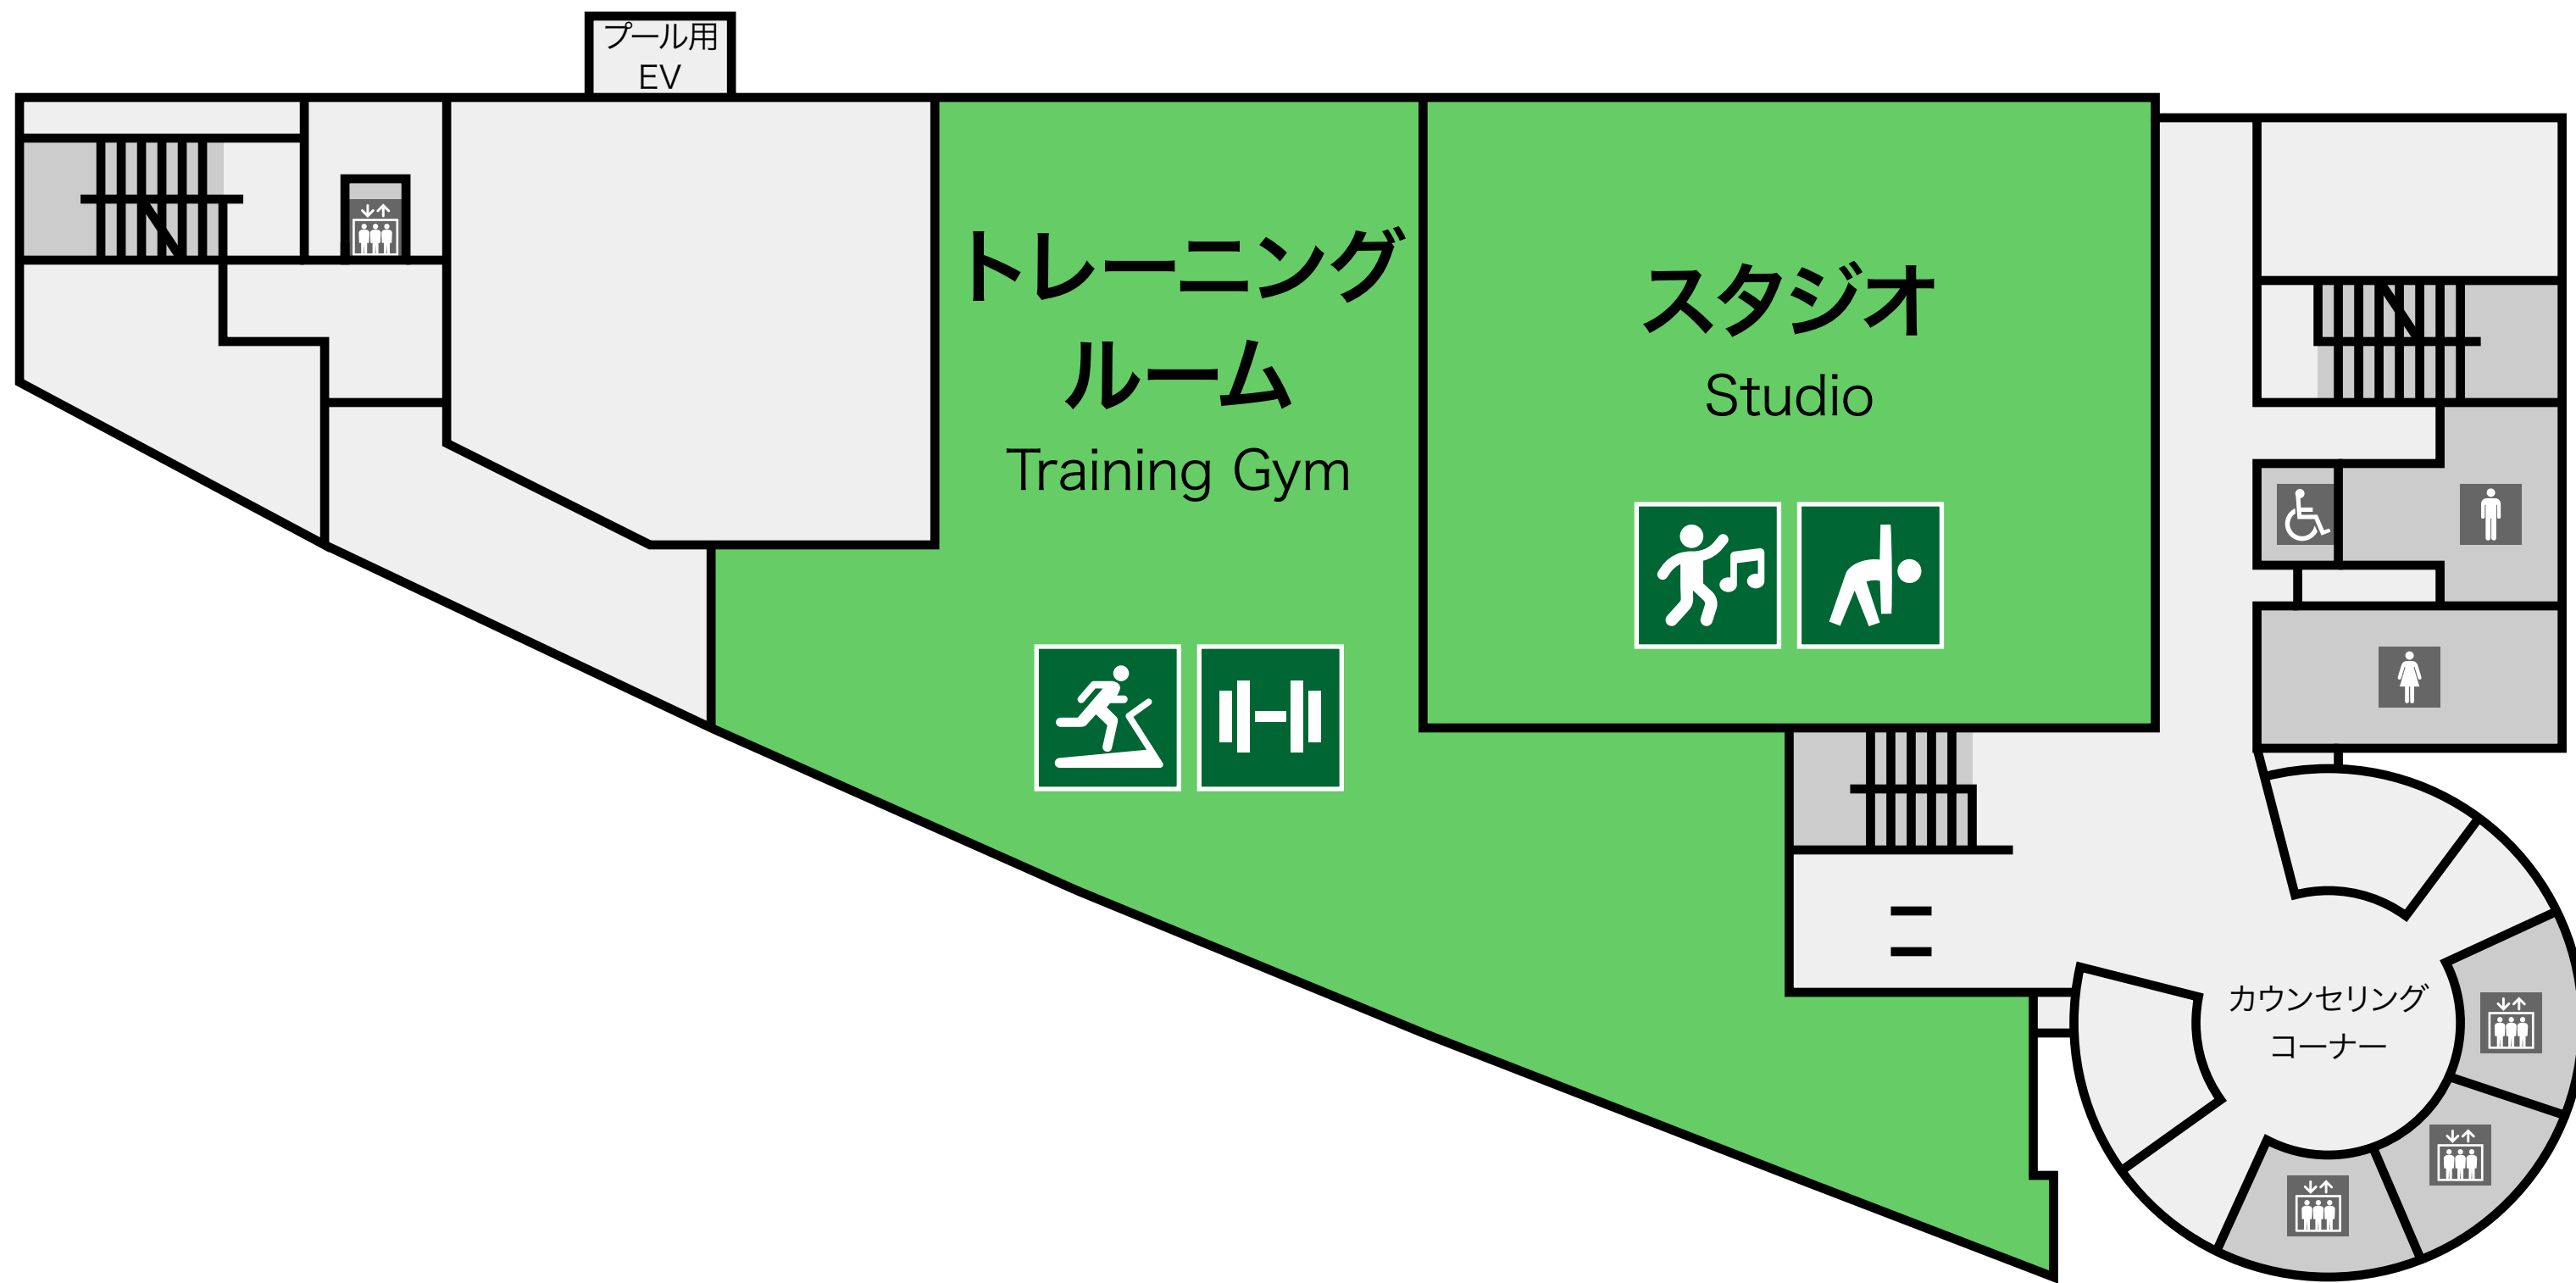 プール用
EV
トレーニング
ルーム
Training Gym
スタジオ
Studio
カウンセリング
コーナー